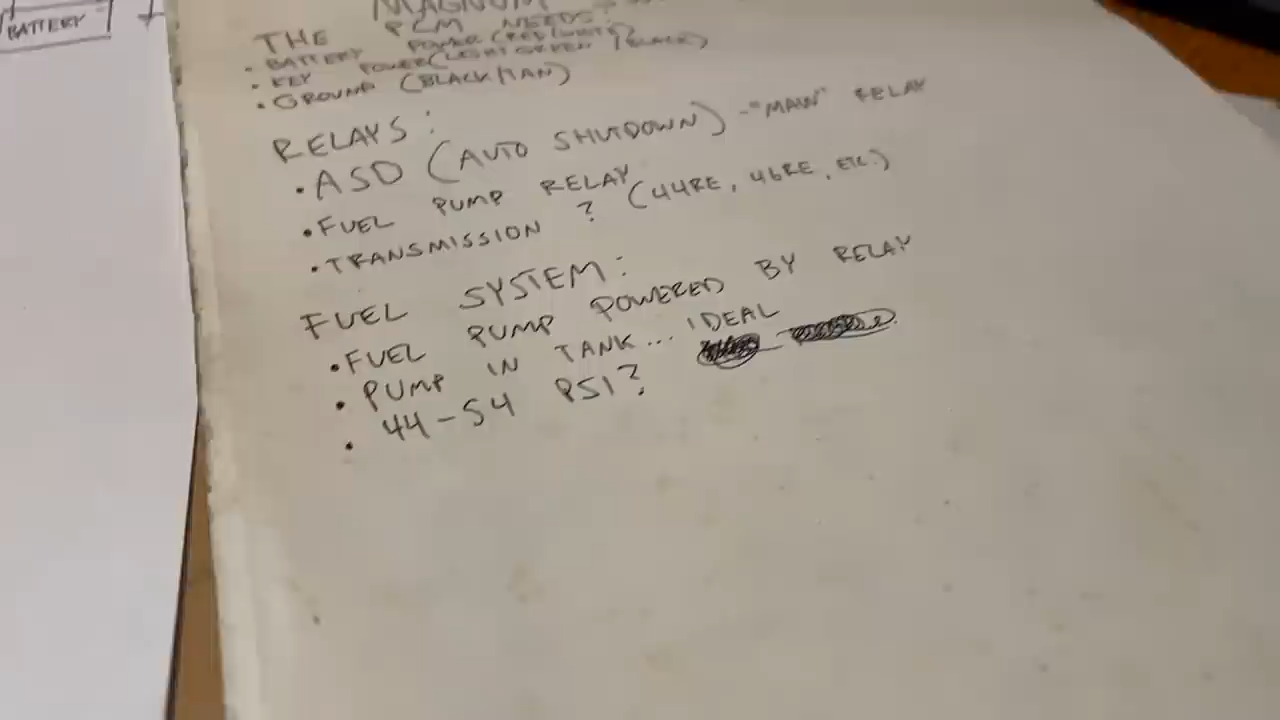 BATTERY +
MAGNUM
THE PCM NEEDS:
• BATTERY POWER (RED/WHITE)
• KEY POWER (LIGHT GREEN/BLACK)
• GROUND (BLACK/TAN)
RELAYS:
• ASD (AUTO SHUTDOWN) - "MAIN" RELAY
• FUEL PUMP RELAY
• TRANSMISSION? (44RE, 46RE, ETC.)
FUEL SYSTEM:
• FUEL PUMP POWERED BY RELAY
• PUMP IN TANK... IDEAL
• 44-54 PSI?